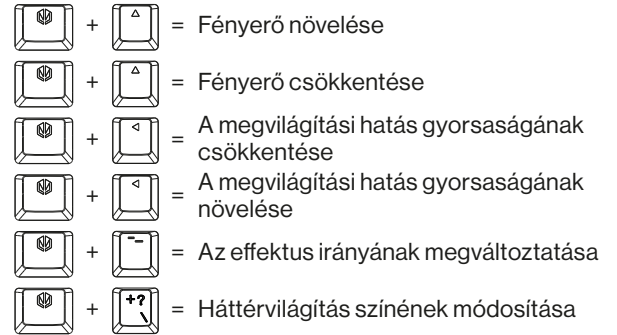 + △ = Fényerő növelése
+ △ = Fényerő csökkentése
+ ◁ = A megvilágítási hatás gyorsaságának
csökkentése
+ ◁ = A megvilágítási hatás gyorsaságának
növelése
+ - _ = Az effektus irányának megváltoztatása
+ +? \ = Háttérvilágítás színének módosítása